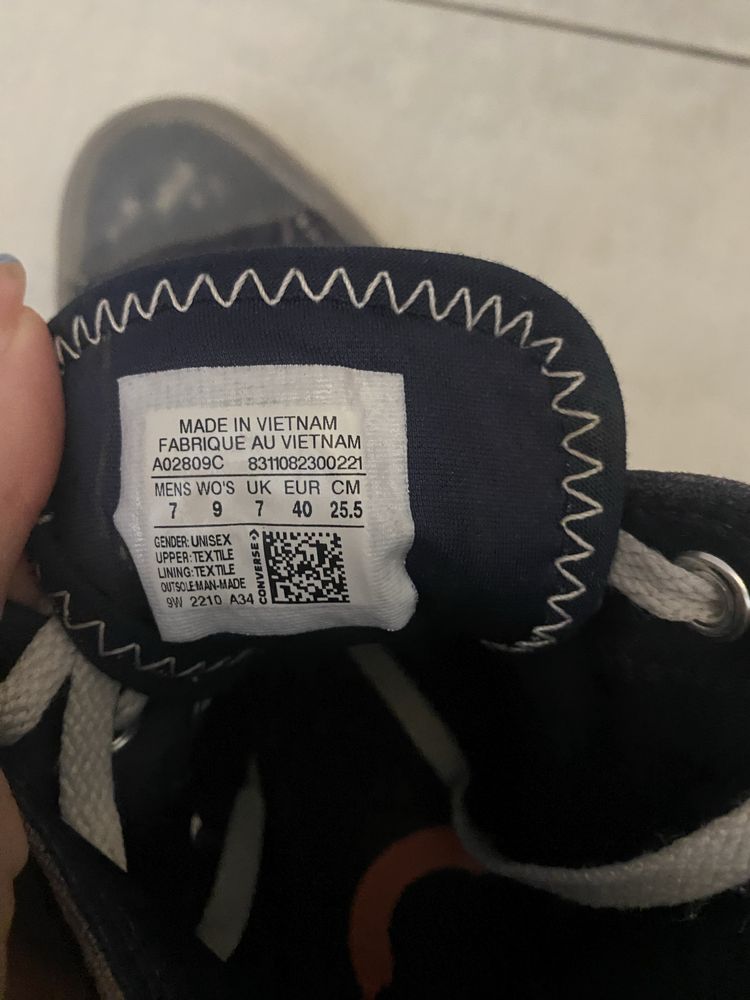 MADE IN VIETNAM
FABRIQUE AU VIETNAM
A02809C 8311082300221
MENS WO'S UK EUR CM
7 9 7 40 25.5
GENDER: UNISEX
UPPER: TEXTILE
LINING: TEXTILE
OUTSOLE:MAN-MADE
9W 2210 A34
CONVERSE